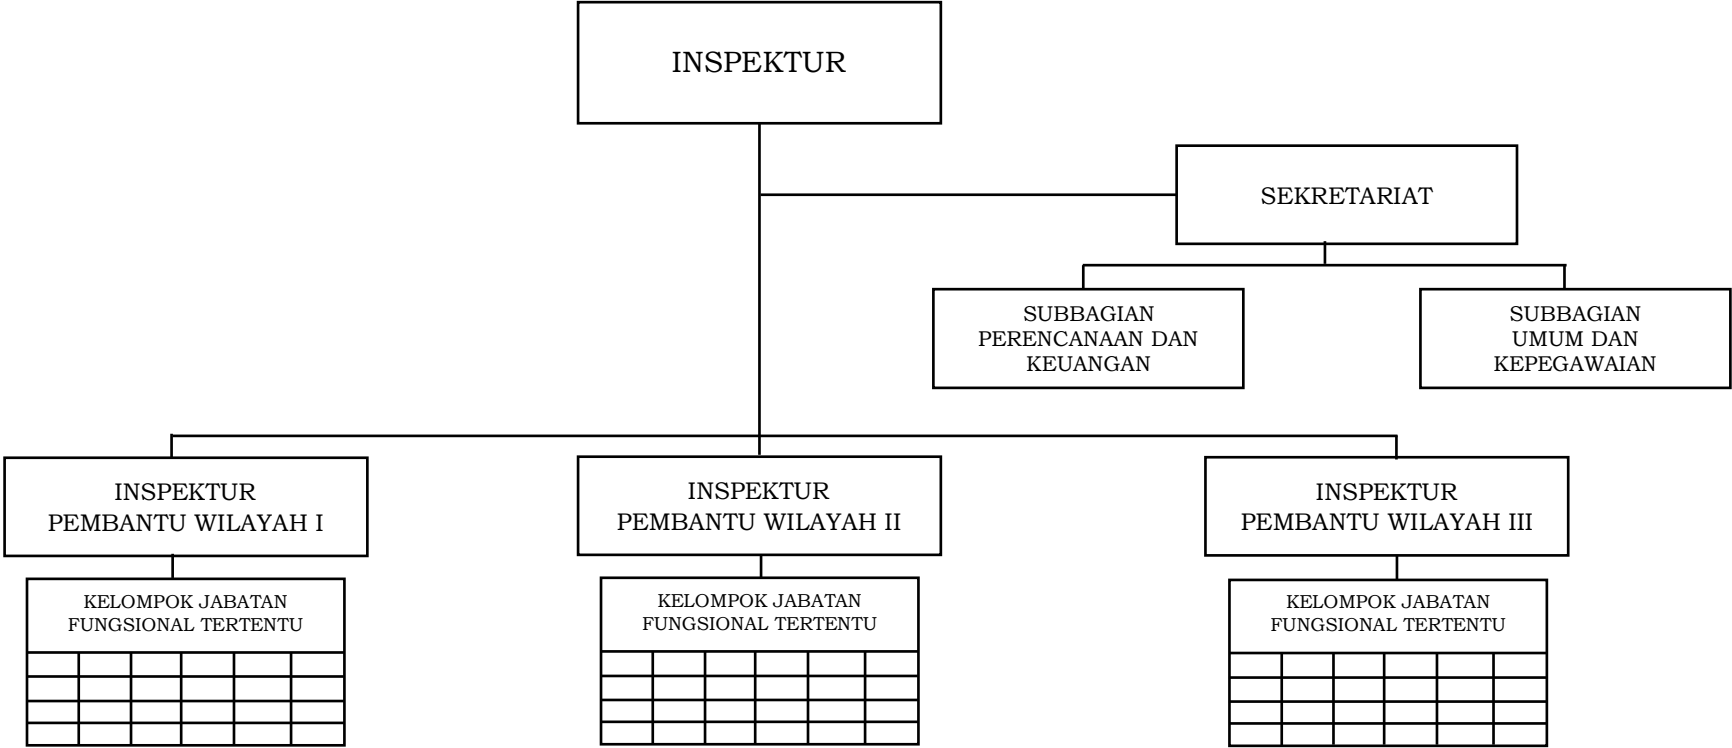 INSPEKTUR
SEKRETARIAT
SUBBAGIAN
PERENCANAAN DAN
KEUANGAN
SUBBAGIAN
UMUM DAN
KEPEGAWAIAN
INSPEKTUR
PEMBANTU WILAYAH I
INSPEKTUR
PEMBANTU WILAYAH II
INSPEKTUR
PEMBANTU WILAYAH III
KELOMPOK JABATAN
FUNGSIONAL TERTENTU
KELOMPOK JABATAN
FUNGSIONAL TERTENTU
KELOMPOK JABATAN
FUNGSIONAL TERTENTU